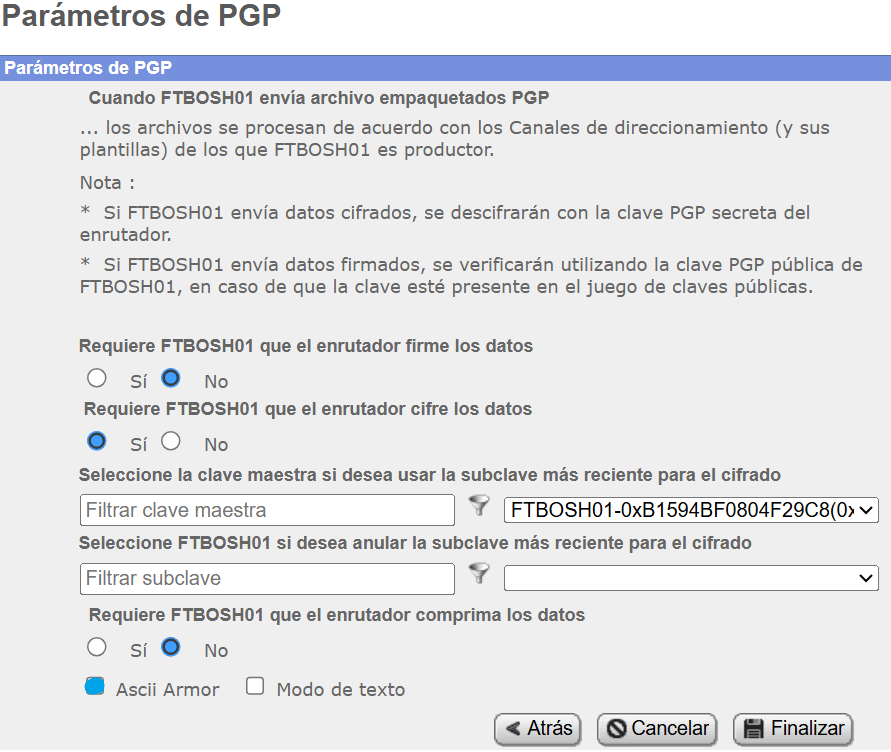 Parámetros de PGP
Parámetros de PGP
Cuando FTBOSH01 envía archivo empaquetados PGP
... los archivos se procesan de acuerdo con los Canales de direccionamiento (y sus
plantillas) de los que FTBOSH01 es productor.
Nota :
* Si FTBOSH01 envía datos cifrados, se descifrarán con la clave PGP secreta del
enrutador.
* Si FTBOSH01 envía datos firmados, se verificarán utilizando la clave PGP pública de
FTBOSH01, en caso de que la clave esté presente en el juego de claves públicas.
Requiere FTBOSH01 que el enrutador firme los datos
Sí No
Requiere FTBOSH01 que el enrutador cifre los datos
Sí No
Seleccione la clave maestra si desea usar la subclave más reciente para el cifrado
Filtrar clave maestra FTBOSH01-0xB1594BF0804F29C8(0x
Seleccione FTBOSH01 si desea anular la subclave más reciente para el cifrado
Filtrar subclave
Requiere FTBOSH01 que el enrutador comprima los datos
Sí No
Ascii Armor Modo de texto
Atrás Cancelar Finalizar